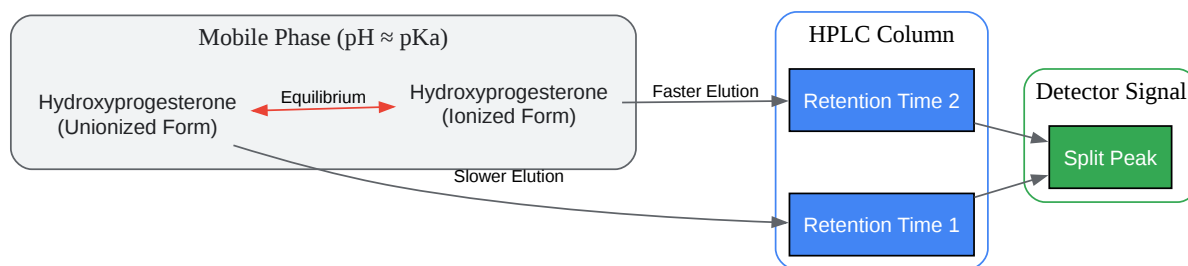 Mobile Phase (pH ≈ pKa)
Hydroxyprogesterone
(Unionized Form)
Equilibrium
Hydroxyprogesterone
(Ionized Form)
Faster Elution
Slower Elution
HPLC Column
Retention Time 2
Retention Time 1
Detector Signal
Split Peak